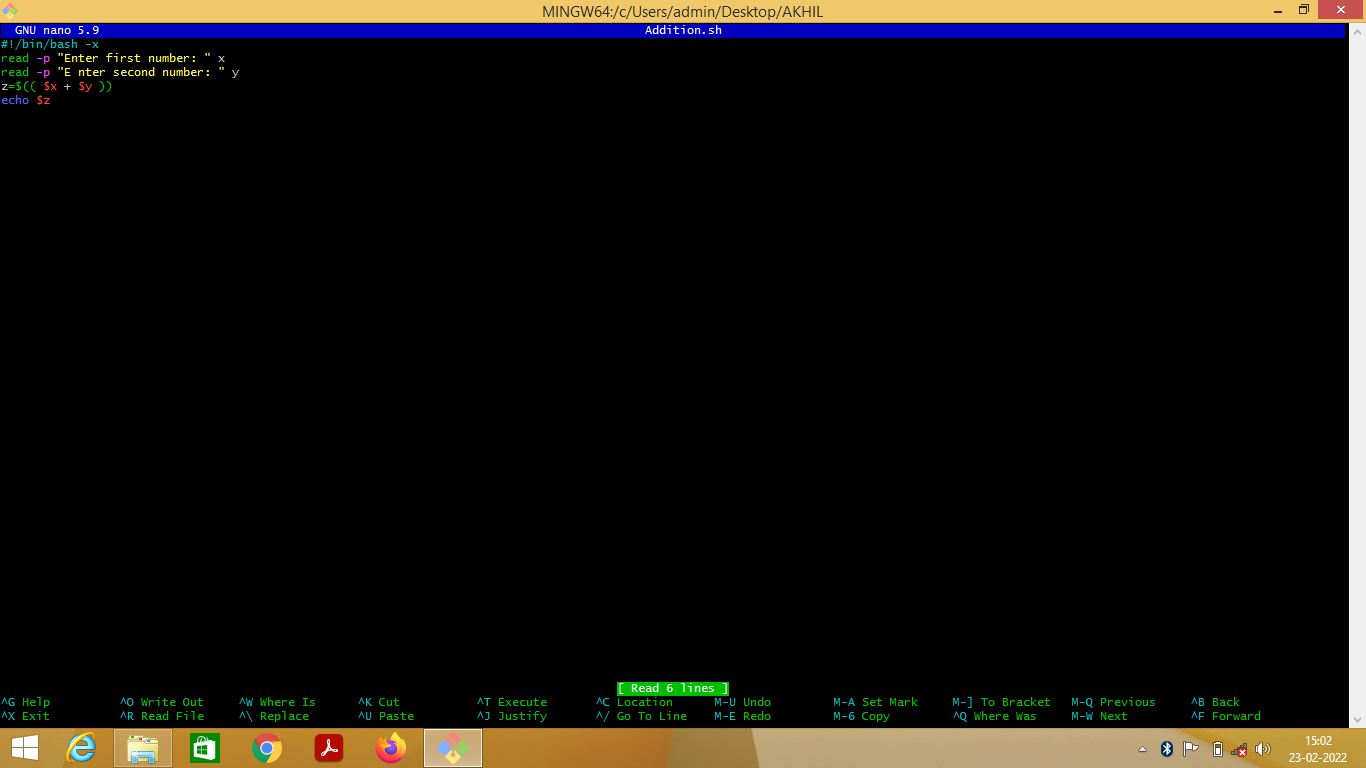 MINGW64:/c/Users/admin/Desktop/AKHIL
GNU nano 5.9 Addition.sh
#!/bin/bash -x
read -p "Enter first number: " x
read -p "E nter second number: " y
z=$(( $x + $y ))
echo $z
[ Read 6 lines ]
^G Help ^O Write Out ^W Where Is ^K Cut ^T Execute ^C Location M-U Undo M-A Set Mark M-] To Bracket M-Q Previous ^B Back
^X Exit ^R Read File ^\ Replace ^U Paste ^J Justify ^/ Go To Line M-E Redo M-6 Copy ^Q Where Was M-W Next ^F Forward
15:02
23-02-2022